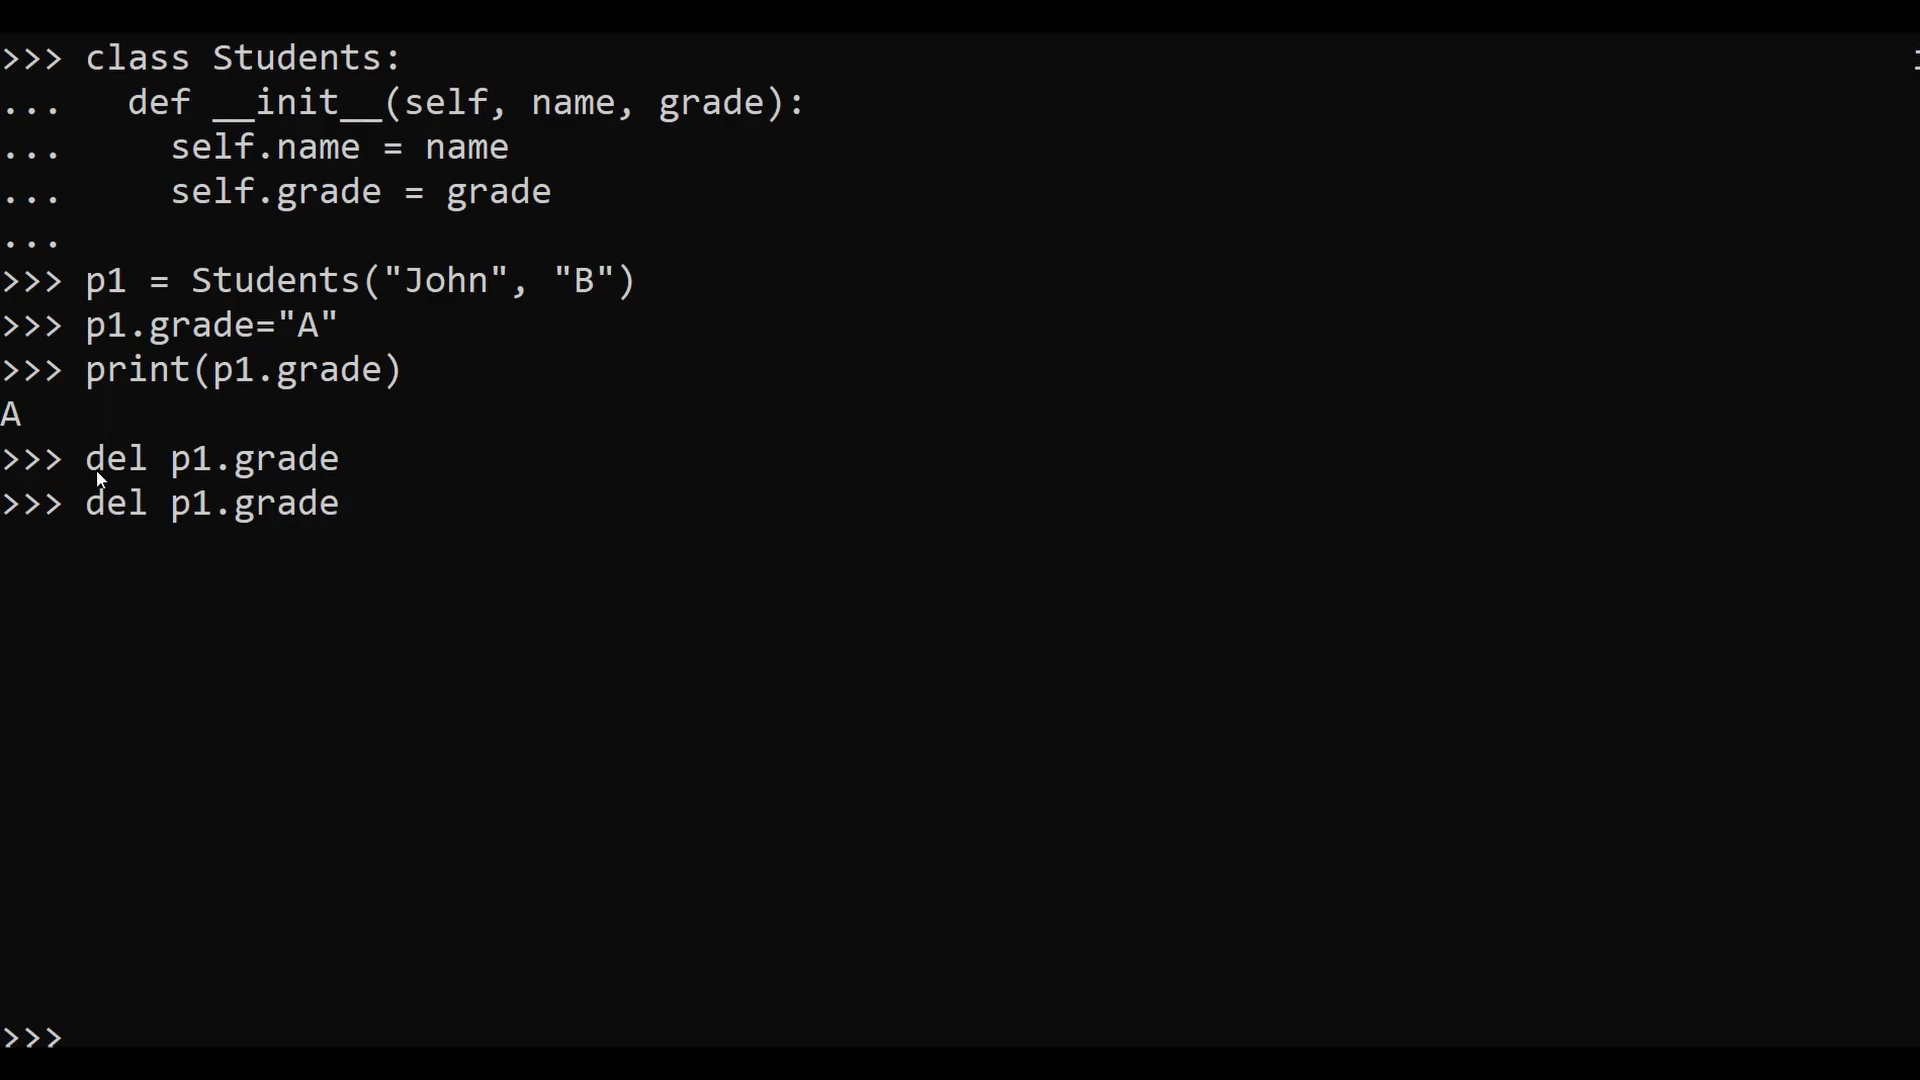 >>> class Students:
...   def __init__(self, name, grade):
...     self.name = name
...     self.grade = grade
...
>>> p1 = Students("John", "B")
>>> p1.grade="A"
>>> print(p1.grade)
A
>>> del p1.grade
>>> del p1.grade
>>>